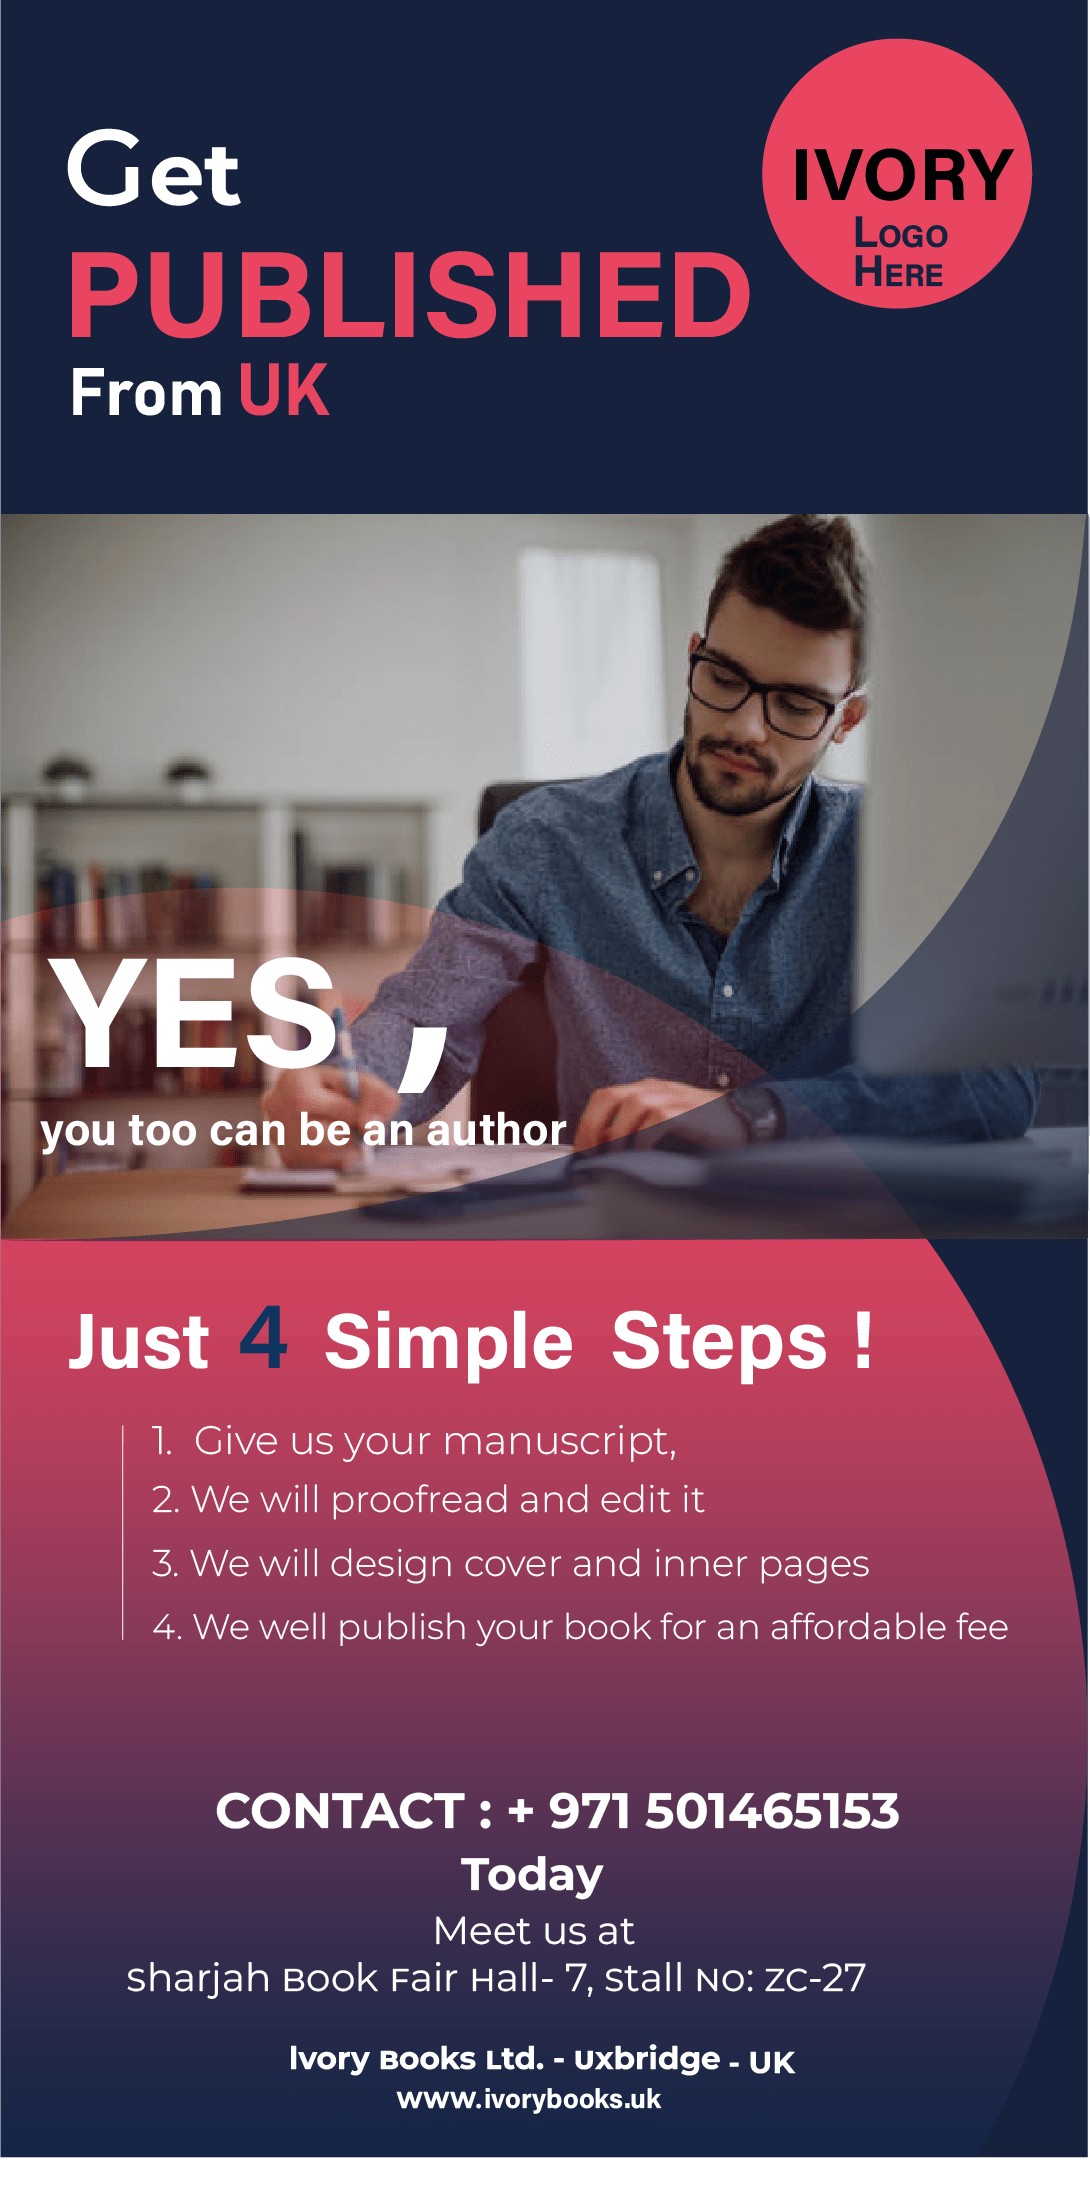 Get
PUBLISHED
From UK
IVORY
LOGO
HERE
YES ,
you too can be an author
Just 4 Simple Steps !
1. Give us your manuscript,
2. We will proofread and edit it
3. We will design cover and inner pages
4. We well publish your book for an affordable fee
CONTACT : + 971 501465153
Today
Meet us at
Sharjah Book Fair Hall- 7, Stall No: ZC-27
Ivory Books Ltd. - Uxbridge - UK
www.ivorybooks.uk